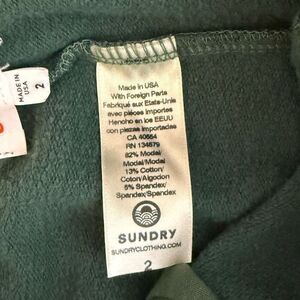 MADE IN
USA
2
Made in USA
With Foreign Parts
Fabriqué aux Etats-Unis
avec pièces importes
Hencho en los EEUU
con piezas importadas
CA 40554
RN 134679
82% Modal
Modal/Modal
13% Cotton/
Coton/Algodon
5% Spandex/
Spandex/Spandex
SUNDRY
SUNDRYCLOTHING.COM
2